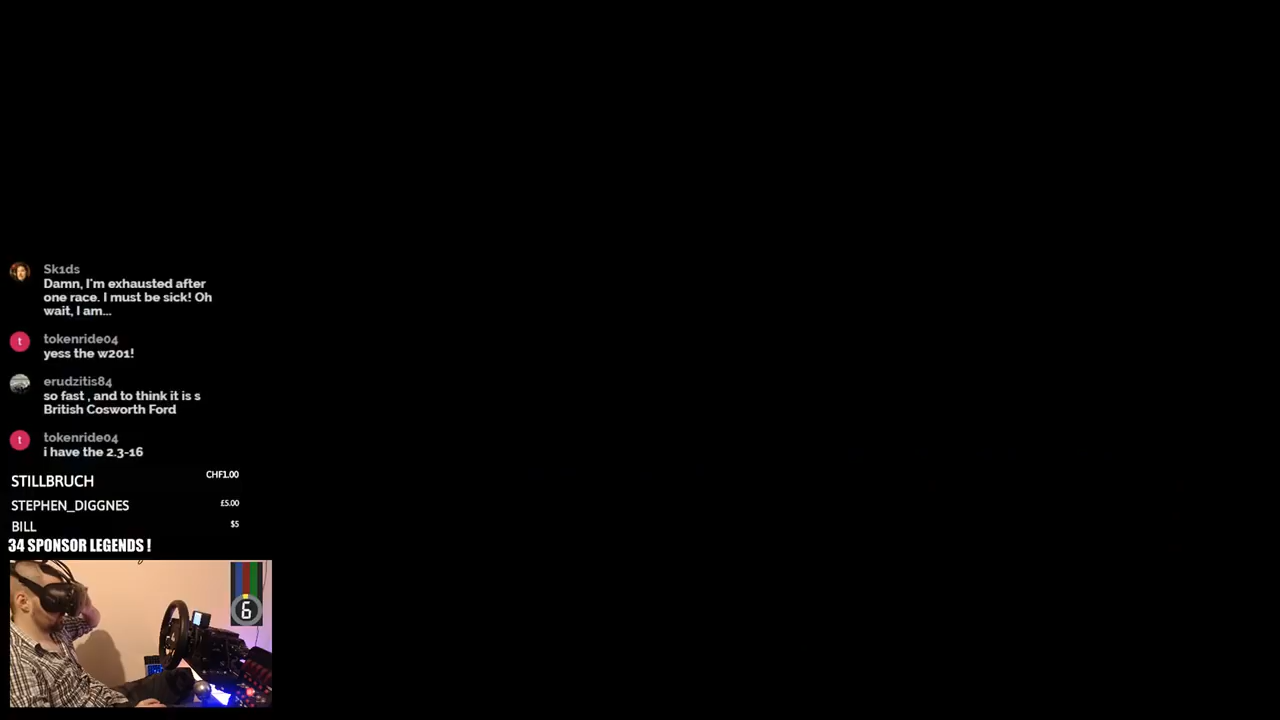 Sk1ds
Damn, I'm exhausted after
one race. I must be sick! Oh
wait, I am...
t
tokenride04
yess the w201!
erudzitis84
so fast , and to think it is s
British Cosworth Ford
t
tokenride04
i have the 2.3-16
STILLBRUCH CHF1.00
STEPHEN_DIGGNES £5.00
BILL $5
34 SPONSOR LEGENDS !
6